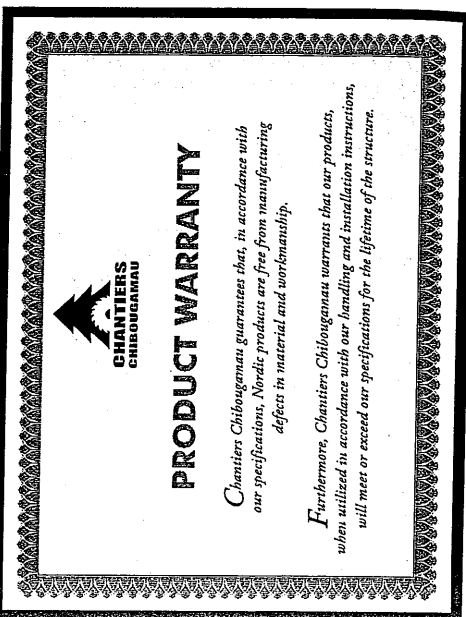 CHANTIERS
CHIBOUGAMAU
PRODUCT WARRANTY
Chantiers Chibougamau guarantees that, in accordance with
our specifications, Nordic products are free from manufacturing
defects in material and workmanship.
Furthermore, Chantiers Chibougamau warrants that our products,
when utilized in accordance with our handling and installation instructions,
will meet or exceed our specifications for the lifetime of the structure.